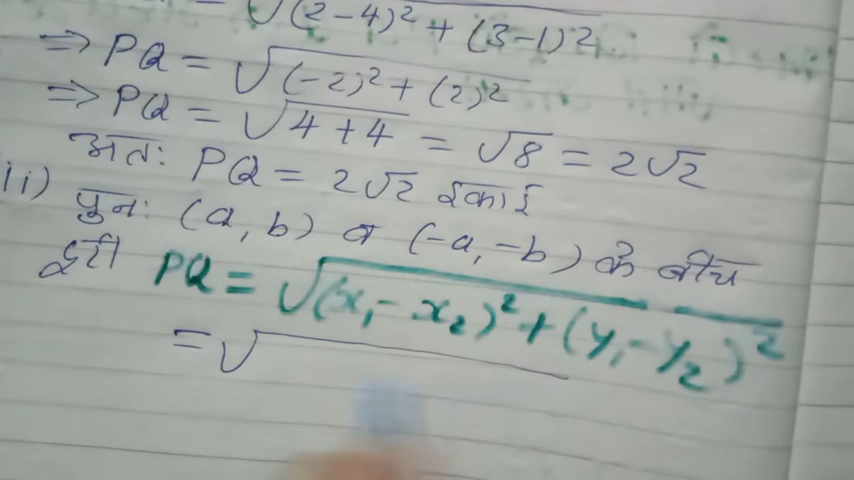 = √(2-4)² + (3-1)²
⇒ PQ = √(-2)² + (2)²
⇒ PQ = √4+4 = √8 = 2√2
अतः PQ = 2√2 इकाई
ii) पुनः (a, b) व (-a, -b) के बीच
दूरी PQ = √(x₁ - x₂)² + (y₁ - y₂)²
= √